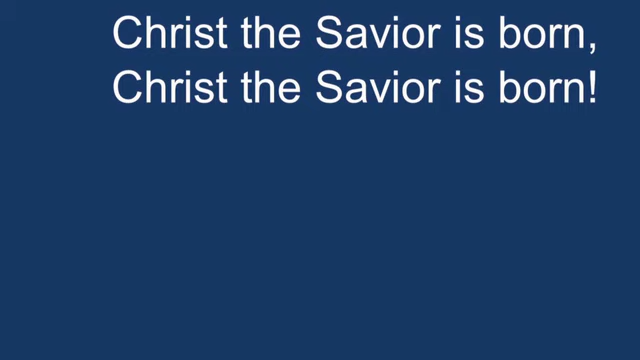 Christ the Savior is born,
Christ the Savior is born!